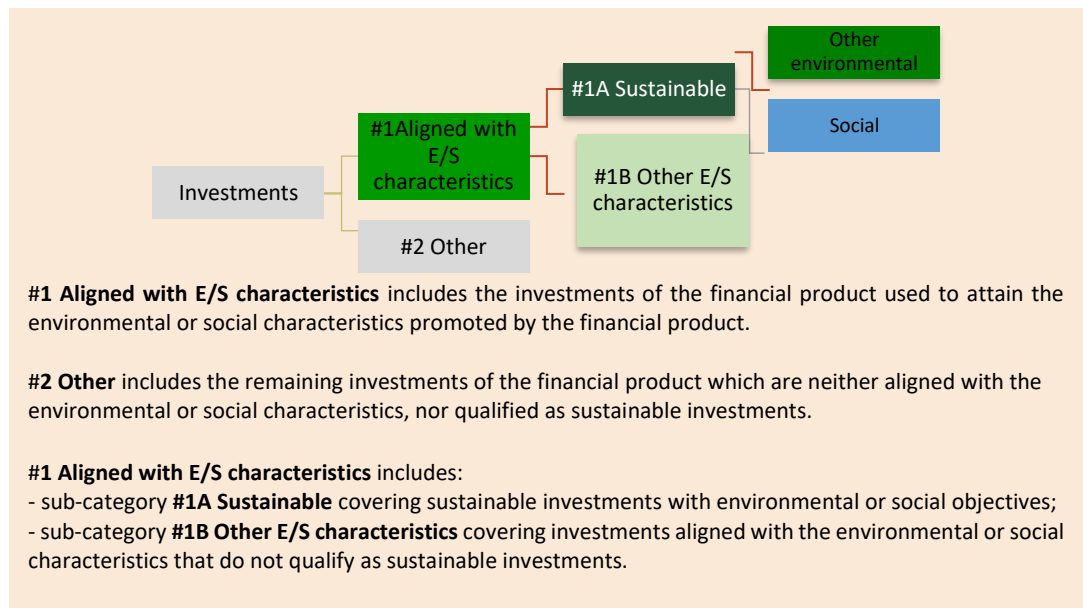 Other
environmental
#1A Sustainable
#1Aligned with
E/S
characteristics
Social
Investments
#1B Other E/S
characteristics
#2 Other
#1 Aligned with E/S characteristics includes the investments of the financial product used to attain the
environmental or social characteristics promoted by the financial product.
#2 Other includes the remaining investments of the financial product which are neither aligned with the
environmental or social characteristics, nor qualified as sustainable investments.
#1 Aligned with E/S characteristics includes:
- sub-category #1A Sustainable covering sustainable investments with environmental or social objectives;
- sub-category #1B Other E/S characteristics covering investments aligned with the environmental or social
characteristics that do not qualify as sustainable investments.